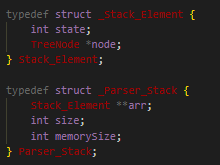 typedef struct _Stack_Element {
    int state;
    TreeNode *node;
} Stack_Element;

typedef struct _Parser_Stack {
    Stack_Element **arr;
    int size;
    int memorySize;
} Parser_Stack;